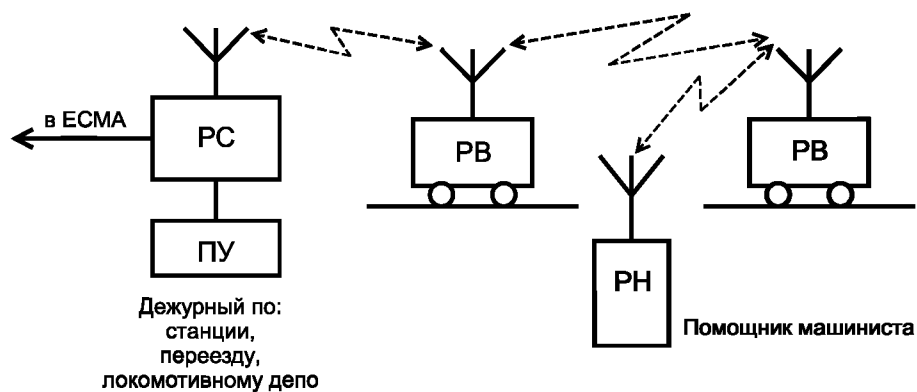 в ЕСМА
РС
РВ
РВ
ПУ
РН
Дежурный по:
станции,
переезду,
локомотивному депо
Помощник машиниста